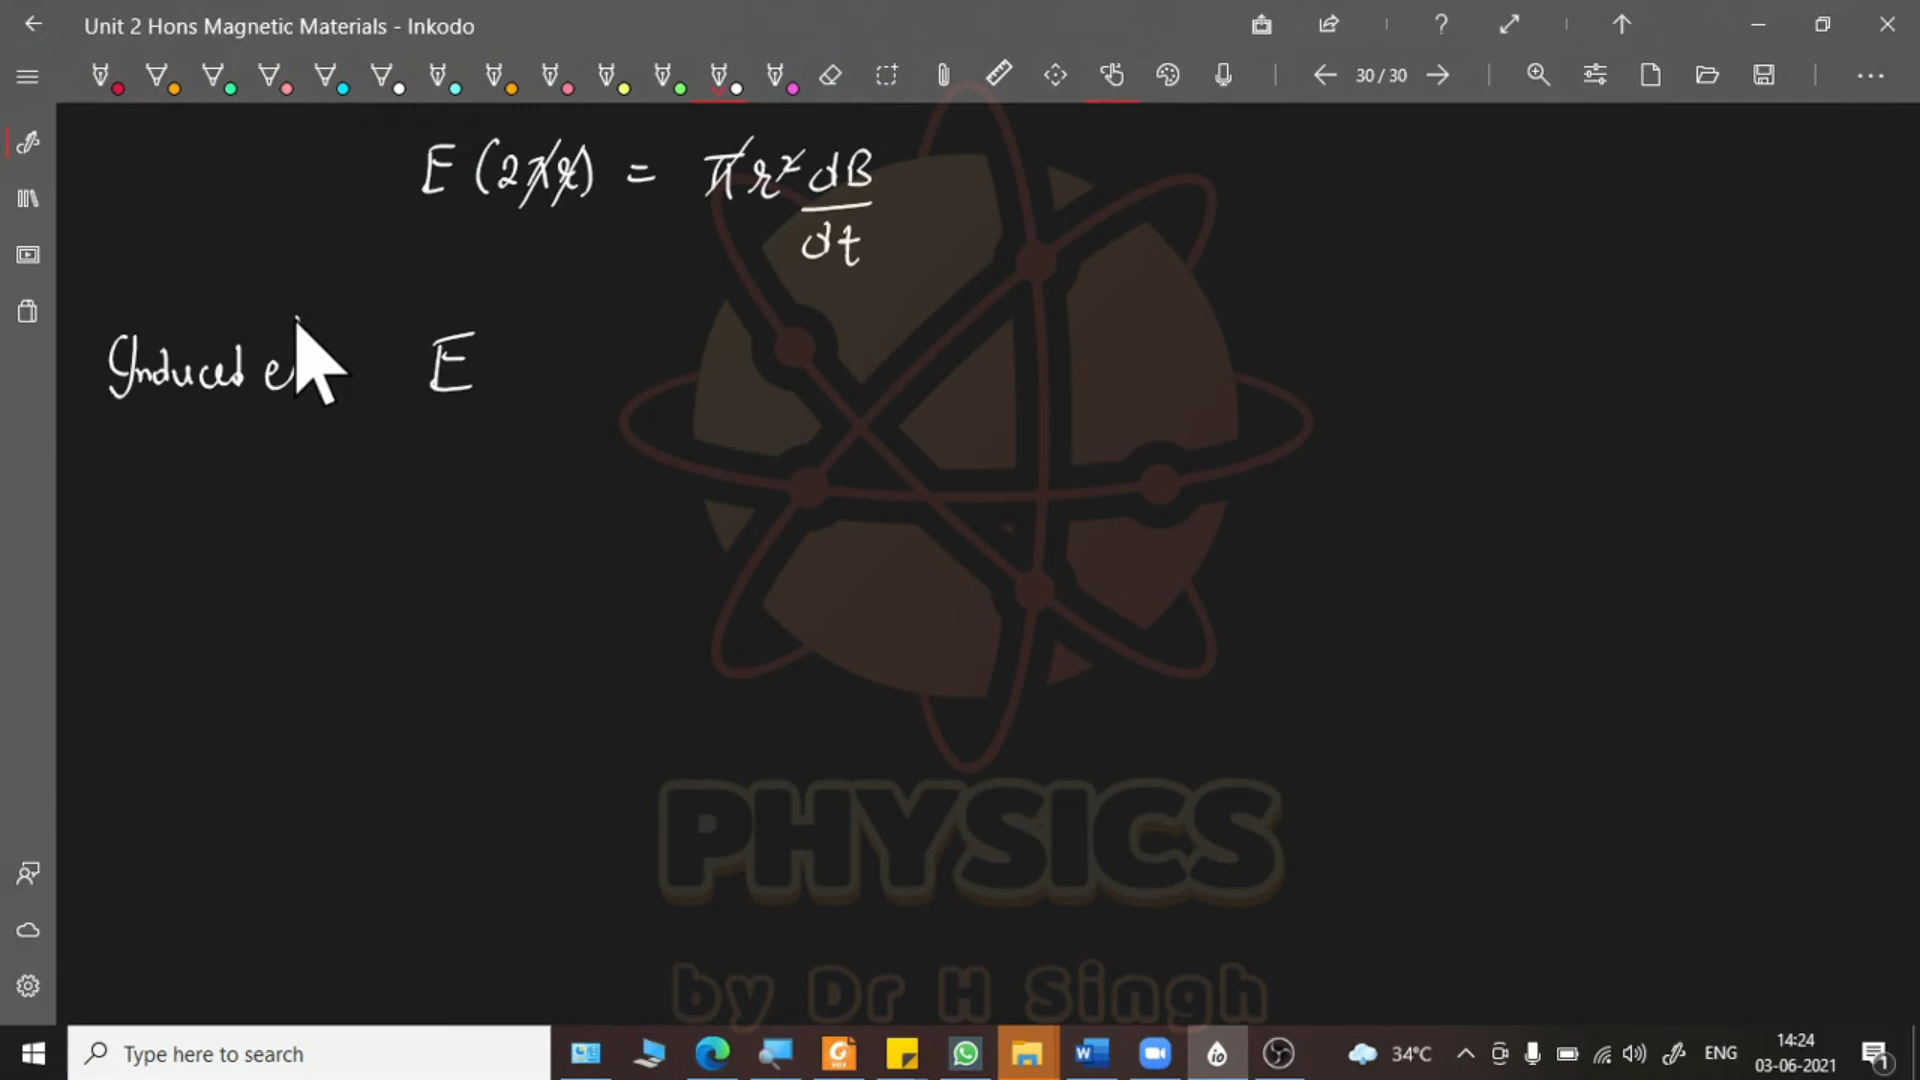 Unit 2 Hons Magnetic Materials - Inkodo
30 / 30
E (2πr) = πr² dB
dt
Induced e E
PHYSICS
by Dr H Singh
Type here to search
34°C
ENG
14:24
03-06-2021
1